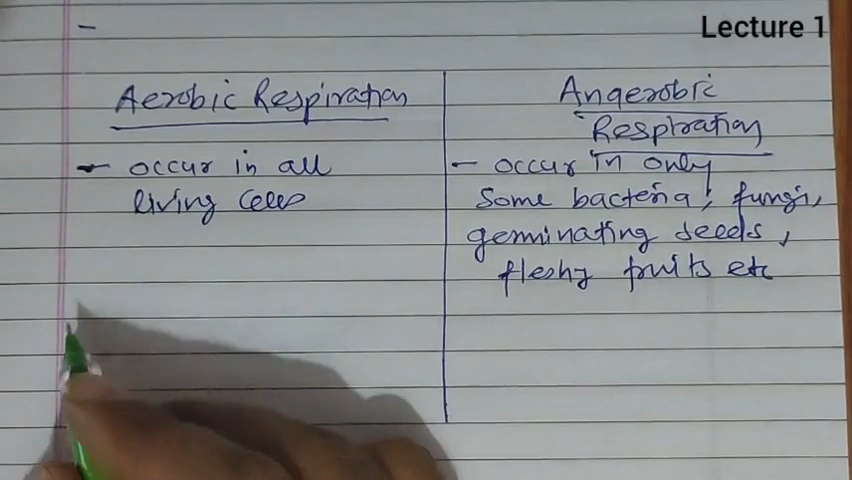 Lecture 1
Aerobic Respiration
- occur in all
living cells
Anaerobic
Respiration
- occur in only
some bacteria, fungi,
germinating seeds,
fleshy fruits etc